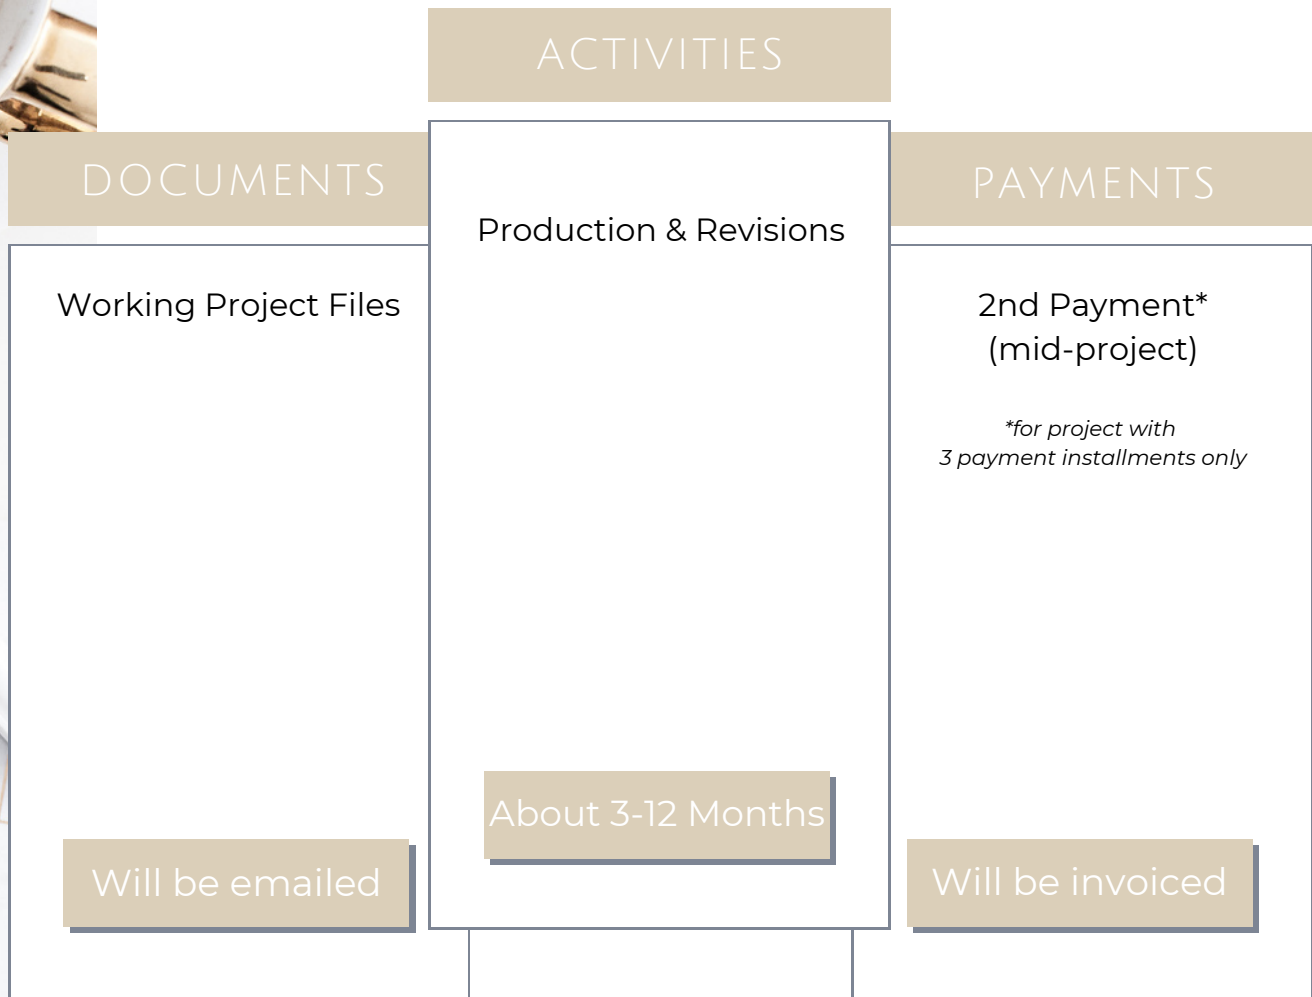 ACTIVITIES
DOCUMENTS
PAYMENTS
Production & Revisions
Working Project Files
2nd Payment*
(mid-project)
*for project with
3 payment installments only
About 3-12 Months
Will be emailed
Will be invoiced